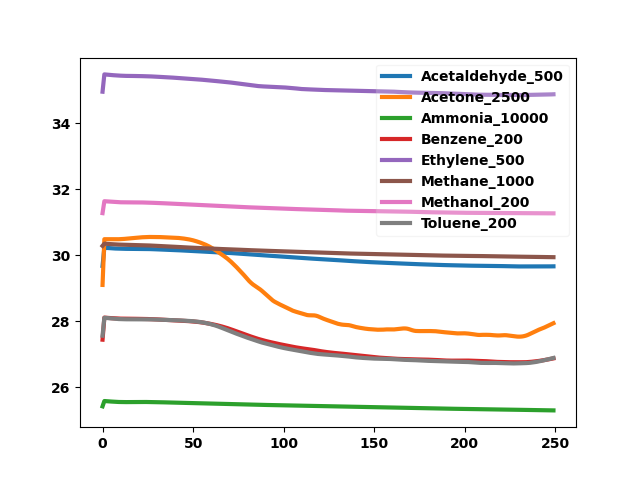 Acetaldehyde_500
Acetone_2500
Ammonia_10000
Benzene_200
Ethylene_500
Methane_1000
Methanol_200
Toluene_200
34
32
30
28
26
0 50 100 150 200 250